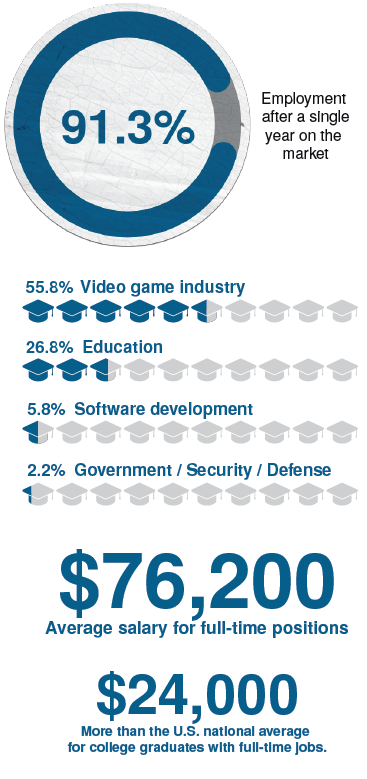 91.3%
Employment
after a single
year on the
market
55.8% Video game industry
26.8% Education
5.8% Software development
2.2% Government / Security / Defense
$76,200
Average salary for full-time positions
$24,000
More than the U.S. national average
for college graduates with full-time jobs.